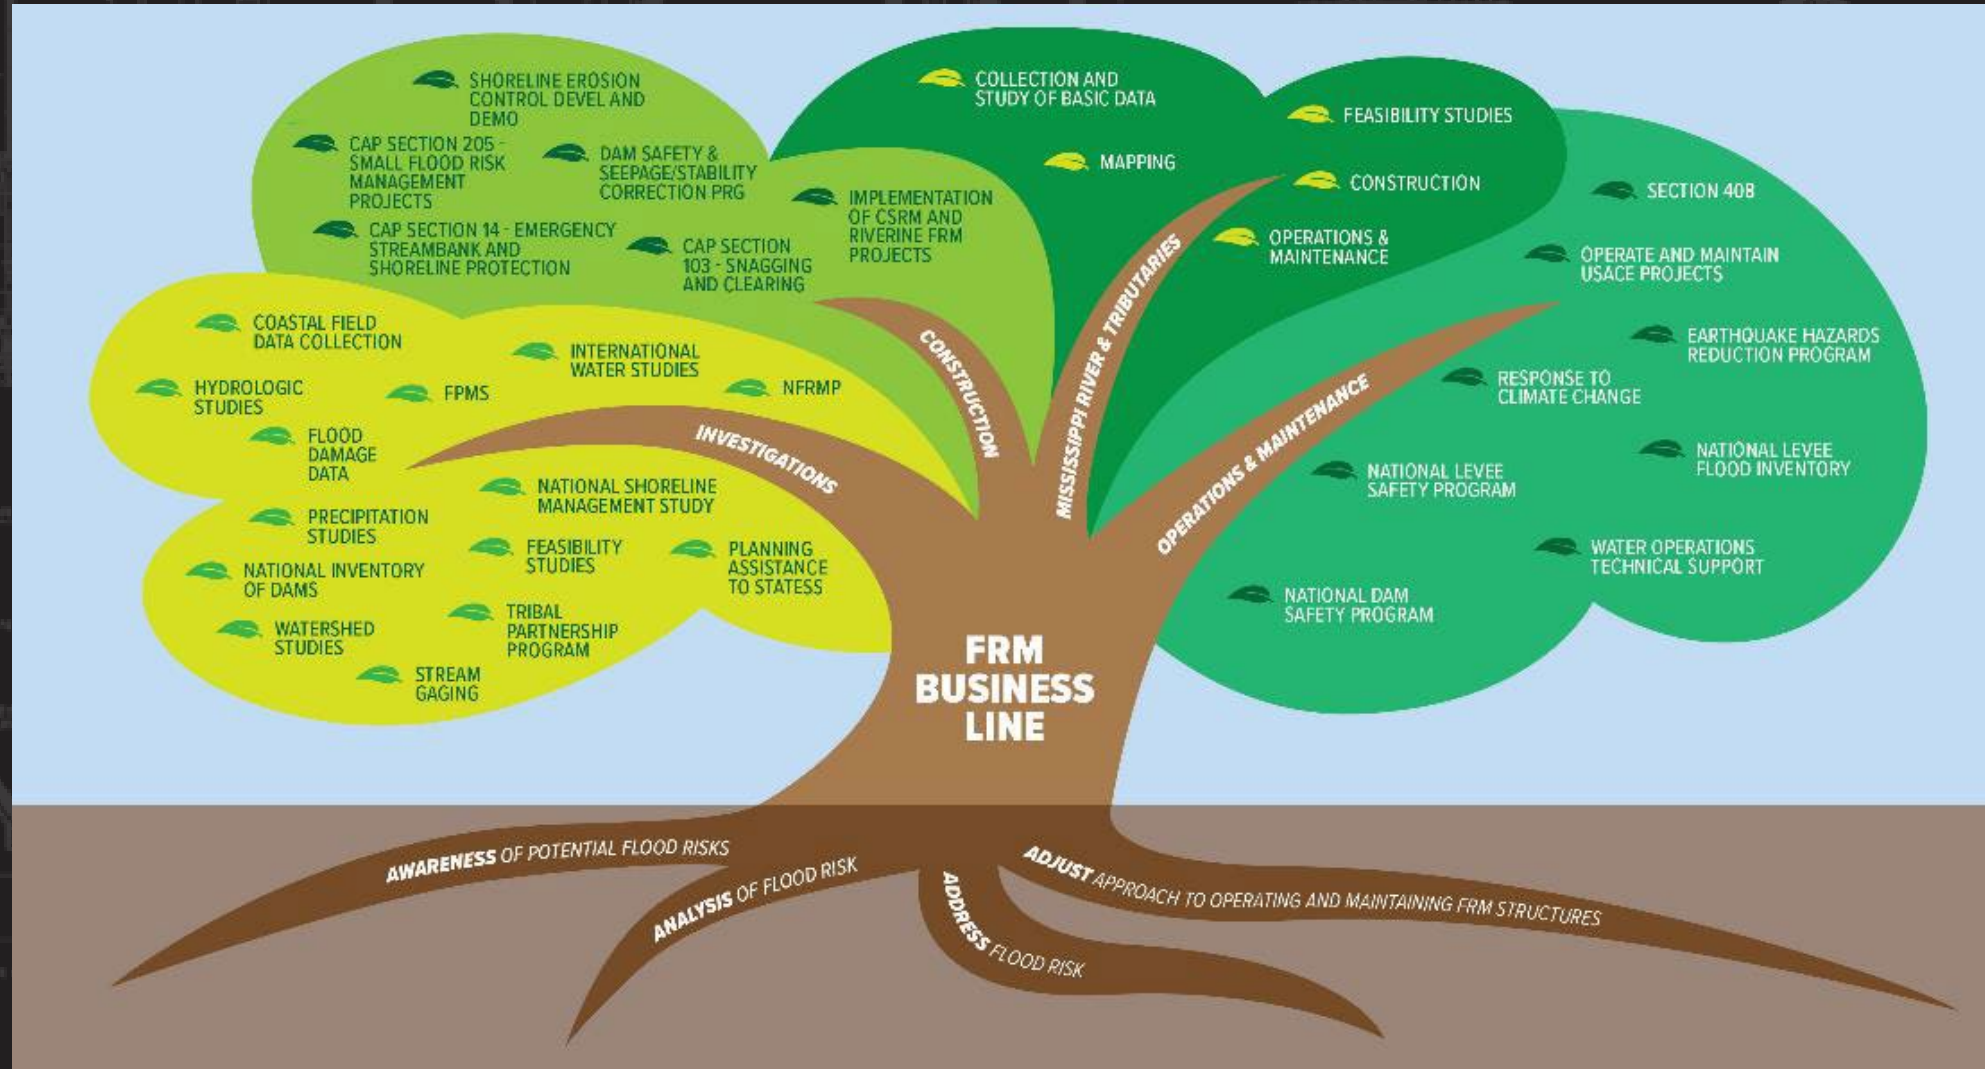 SHORELINE EROSION
CONTROL DEVEL AND
DEMO
CAP SECTION 205 -
SMALL FLOOD RISK
MANAGEMENT
PROJECTS
DAM SAFETY &
SEEPAGE/STABILITY
CORRECTION PRG
IMPLEMENTATION
OF CSRM AND
RIVERINE FRM
PROJECTS
CAP SECTION 14 - EMERGENCY
STREAMBANK AND
SHORELINE PROTECTION
CAP SECTION
103 - SNAGGING
AND CLEARING
CONSTRUCTION
COLLECTION AND
STUDY OF BASIC DATA
MAPPING
FEASIBILITY STUDIES
CONSTRUCTION
OPERATIONS &
MAINTENANCE
MISSISSIPPI RIVER & TRIBUTARIES
SECTION 408
OPERATE AND MAINTAIN
USACE PROJECTS
EARTHQUAKE HAZARDS
REDUCTION PROGRAM
RESPONSE TO
CLIMATE CHANGE
NATIONAL LEVEE
FLOOD INVENTORY
NATIONAL LEVEE
SAFETY PROGRAM
WATER OPERATIONS
TECHNICAL SUPPORT
NATIONAL DAM
SAFETY PROGRAM
OPERATIONS & MAINTENANCE
COASTAL FIELD
DATA COLLECTION
INTERNATIONAL
WATER STUDIES
HYDROLOGIC
STUDIES
FPMS
NFRMP
FLOOD
DAMAGE
DATA
INVESTIGATIONS
NATIONAL SHORELINE
MANAGEMENT STUDY
PRECIPITATION
STUDIES
FEASIBILITY
STUDIES
PLANNING
ASSISTANCE
TO STATESS
NATIONAL INVENTORY
OF DAMS
TRIBAL
PARTNERSHIP
PROGRAM
WATERSHED
STUDIES
STREAM
GAGING
FRM
BUSINESS
LINE
AWARENESS OF POTENTIAL FLOOD RISKS
ANALYSIS OF FLOOD RISK
ADDRESS FLOOD RISK
ADJUST APPROACH TO OPERATING AND MAINTAINING FRM STRUCTURES